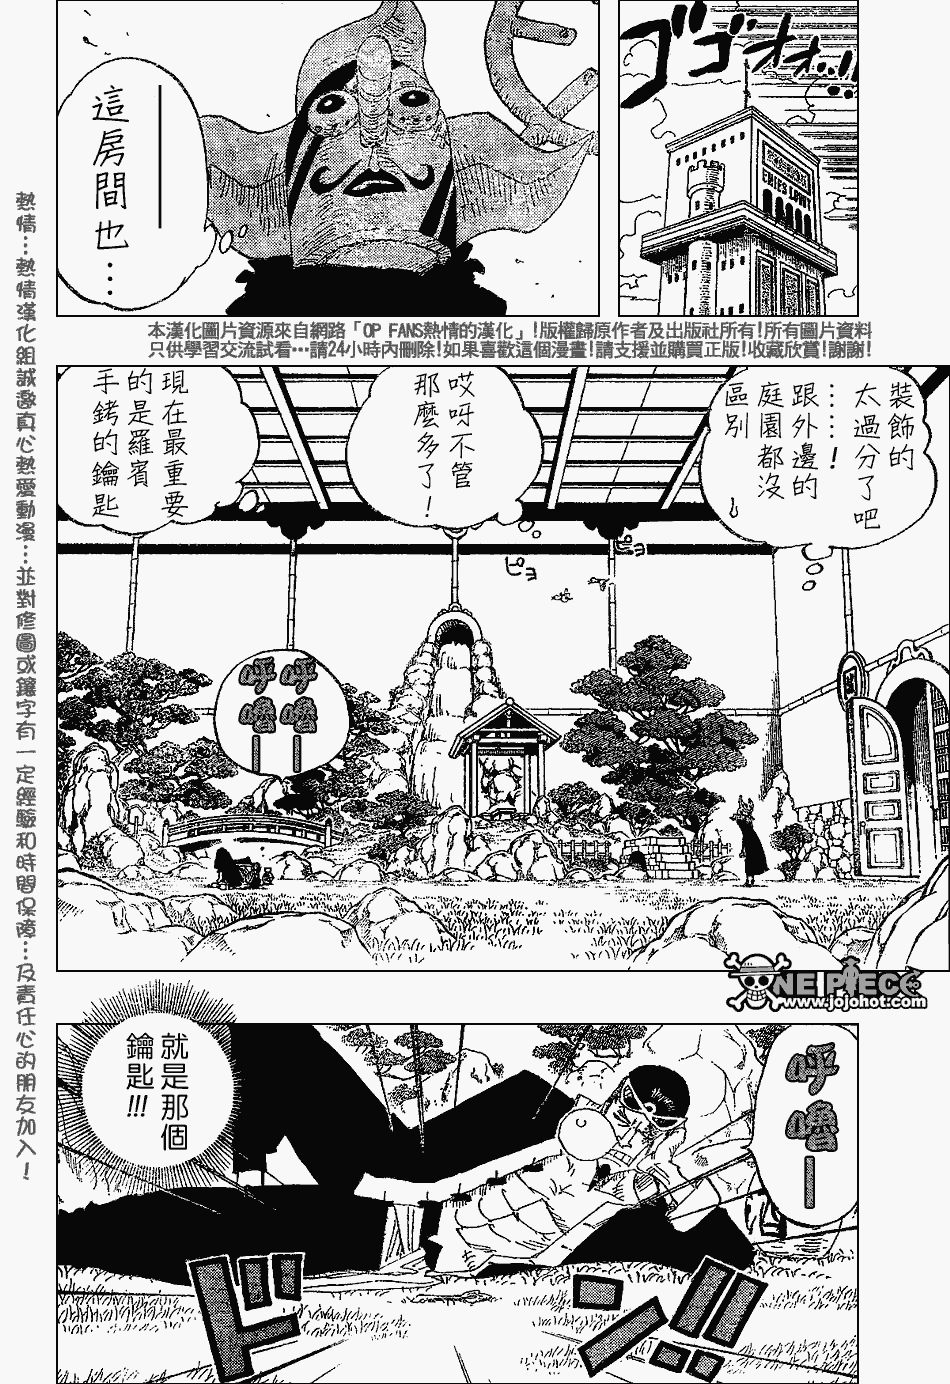 ゴゴゴオオォ…!!
ENIES LOBBY
——
這房間也…
本漢化圖片資源來自網路「OP FANS熱情的漢化」!版權歸原作者及出版社所有!所有圖片資料
只供學習交流試看…請24小時內刪除!如果喜歡這個漫畫!請支援並購買正版!收藏欣賞!謝謝!
裝飾的
太過分了吧
……!
跟外邊的
庭園都沒
區別
哎呀不管
那麼多了!
現在最重要
的是羅賓
手銬的鑰匙
ピヨ
ピヨ
呼嚕—
呼嚕—
ONE PIECE
www.jojohot.com
呼嚕—
就是那個
鑰匙!!!
ドン!!
熱情…熱情漢化組誠邀真心熱愛動漫…並對修圖或鑲字有一定經驗和時間保障…及責任心的朋友加入!